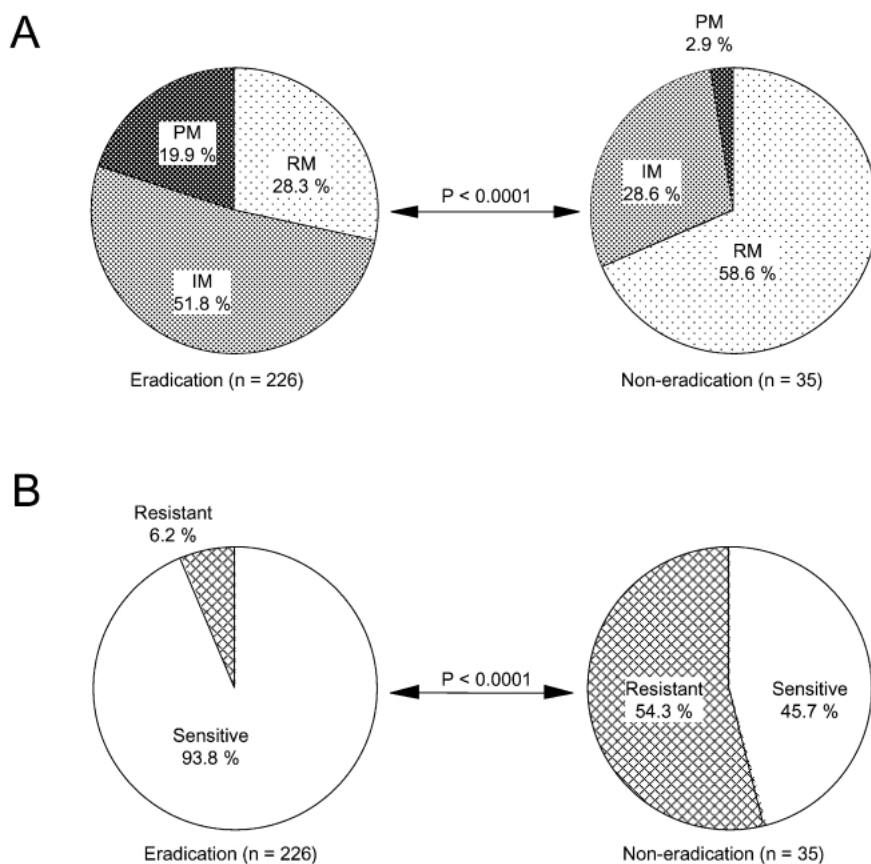 A
PM
19.9 %
RM
28.3 %
IM
51.8 %
Eradication (n = 226)
P < 0.0001
PM
2.9 %
IM
28.6 %
RM
58.6 %
Non-eradication (n = 35)
B
Resistant
6.2 %
Sensitive
93.8 %
Eradication (n = 226)
P < 0.0001
Resistant
54.3 %
Sensitive
45.7 %
Non-eradication (n = 35)